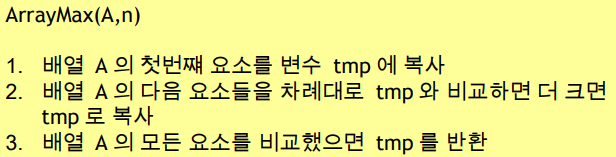 ArrayMax(A,n)
1. 배열 A 의 첫번쨰 요소를 변수 tmp 에 복사
2. 배열 A 의 다음 요소들을 차례대로 tmp 와 비교하면 더 크면
tmp 로 복사
3. 배열 A 의 모든 요소를 비교했으면 tmp 를 반환